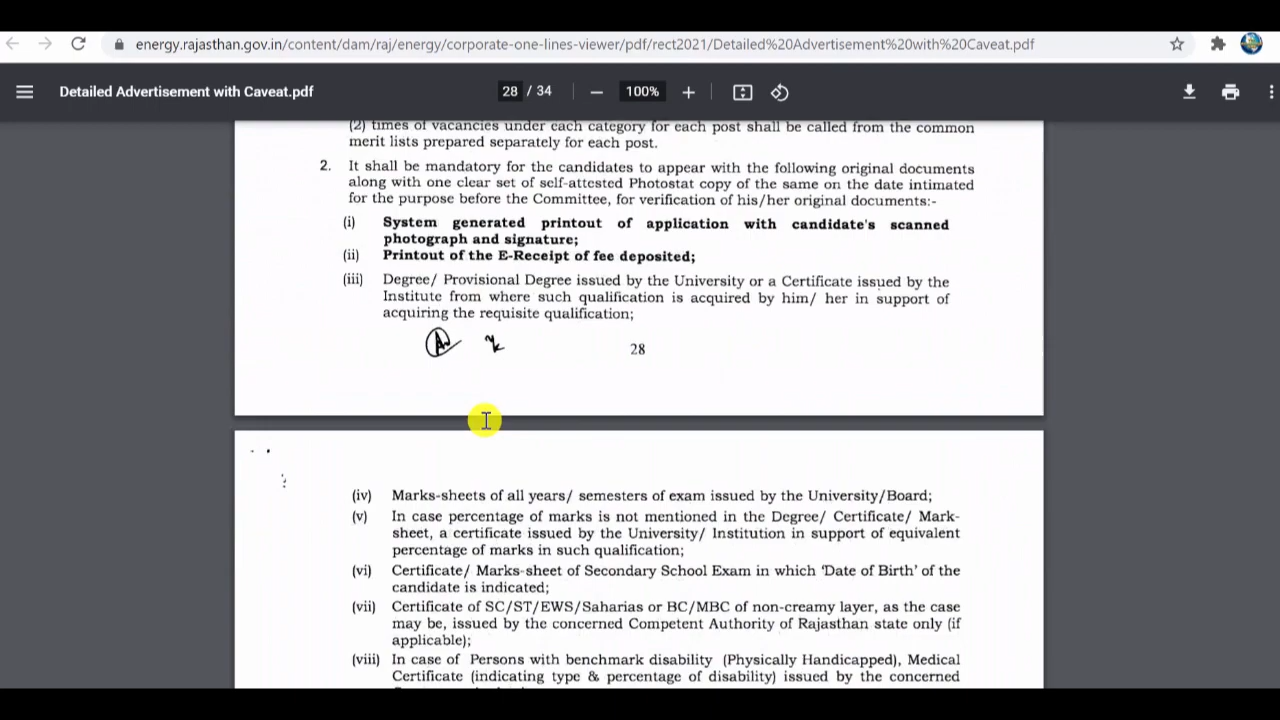 energy.rajasthan.gov.in/content/dam/raj/energy/corporate-one-lines-viewer/pdf/rect2021/Detailed%20Advertisement%20with%20Caveat.pdf
Detailed Advertisement with Caveat.pdf 28 / 34 — 100% +
(2) times of vacancies under each category for each post shall be called from the common
merit lists prepared separately for each post.
2. It shall be mandatory for the candidates to appear with the following original documents
along with one clear set of self-attested Photostat copy of the same on the date intimated
for the purpose before the Committee, for verification of his/her original documents:-
(i) System generated printout of application with candidate's scanned
photograph and signature;
(ii) Printout of the E-Receipt of fee deposited;
(iii) Degree/ Provisional Degree issued by the University or a Certificate issued by the
Institute from where such qualification is acquired by him/ her in support of
acquiring the requisite qualification;
28
(iv) Marks-sheets of all years/ semesters of exam issued by the University/Board;
(v) In case percentage of marks is not mentioned in the Degree/ Certificate/ Mark-
sheet, a certificate issued by the University/ Institution in support of equivalent
percentage of marks in such qualification;
(vi) Certificate/ Marks-sheet of Secondary School Exam in which 'Date of Birth' of the
candidate is indicated;
(vii) Certificate of SC/ST/EWS/Saharias or BC/MBC of non-creamy layer, as the case
may be, issued by the concerned Competent Authority of Rajasthan state only (if
applicable);
(viii) In case of Persons with benchmark disability (Physically Handicapped), Medical
Certificate (indicating type & percentage of disability) issued by the concerned